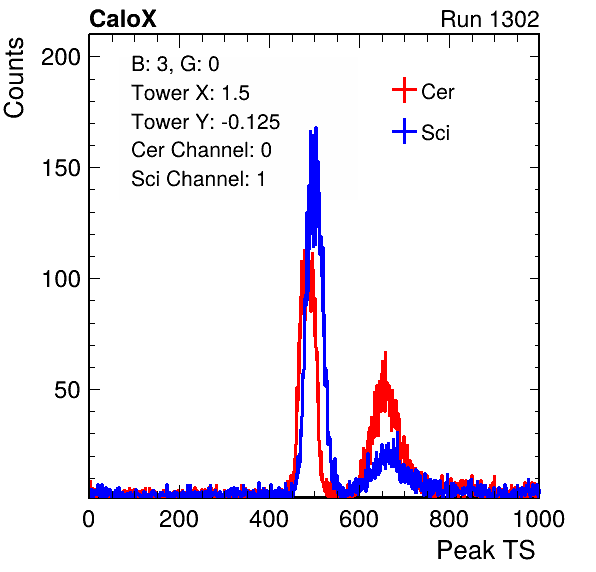 CaloX
Run 1302
Counts
200
150
100
50
B: 3, G: 0
Tower X: 1.5
Tower Y: -0.125
Cer Channel: 0
Sci Channel: 1
Cer
Sci
0
200
400
600
800
1000
Peak TS